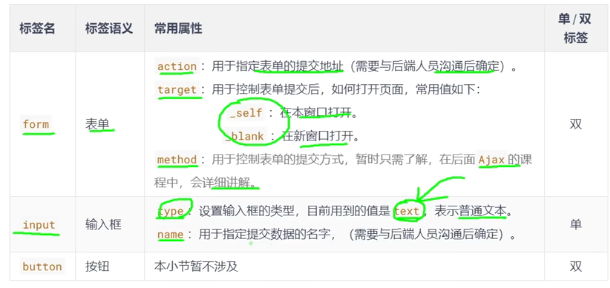 标签名 标签语义 常用属性 单/双
标签
action：用于指定表单的提交地址（需要与后端人员沟通后确定）。
target：用于控制表单提交后，如何打开页面，常用值如下：
_self：在本窗口打开。
_blank：在新窗口打开。
form 表单 双
method：用于控制表单的提交方式，暂时只需了解，在后面 Ajax 的课
程中，会详细讲解。
type：设置输入框的类型，目前用到的值是 text，表示普通文本。
input 输入框 单
name：用于指定提交数据的名字，（需要与后端人员沟通后确定）。
button 按钮 本小节暂不涉及 双